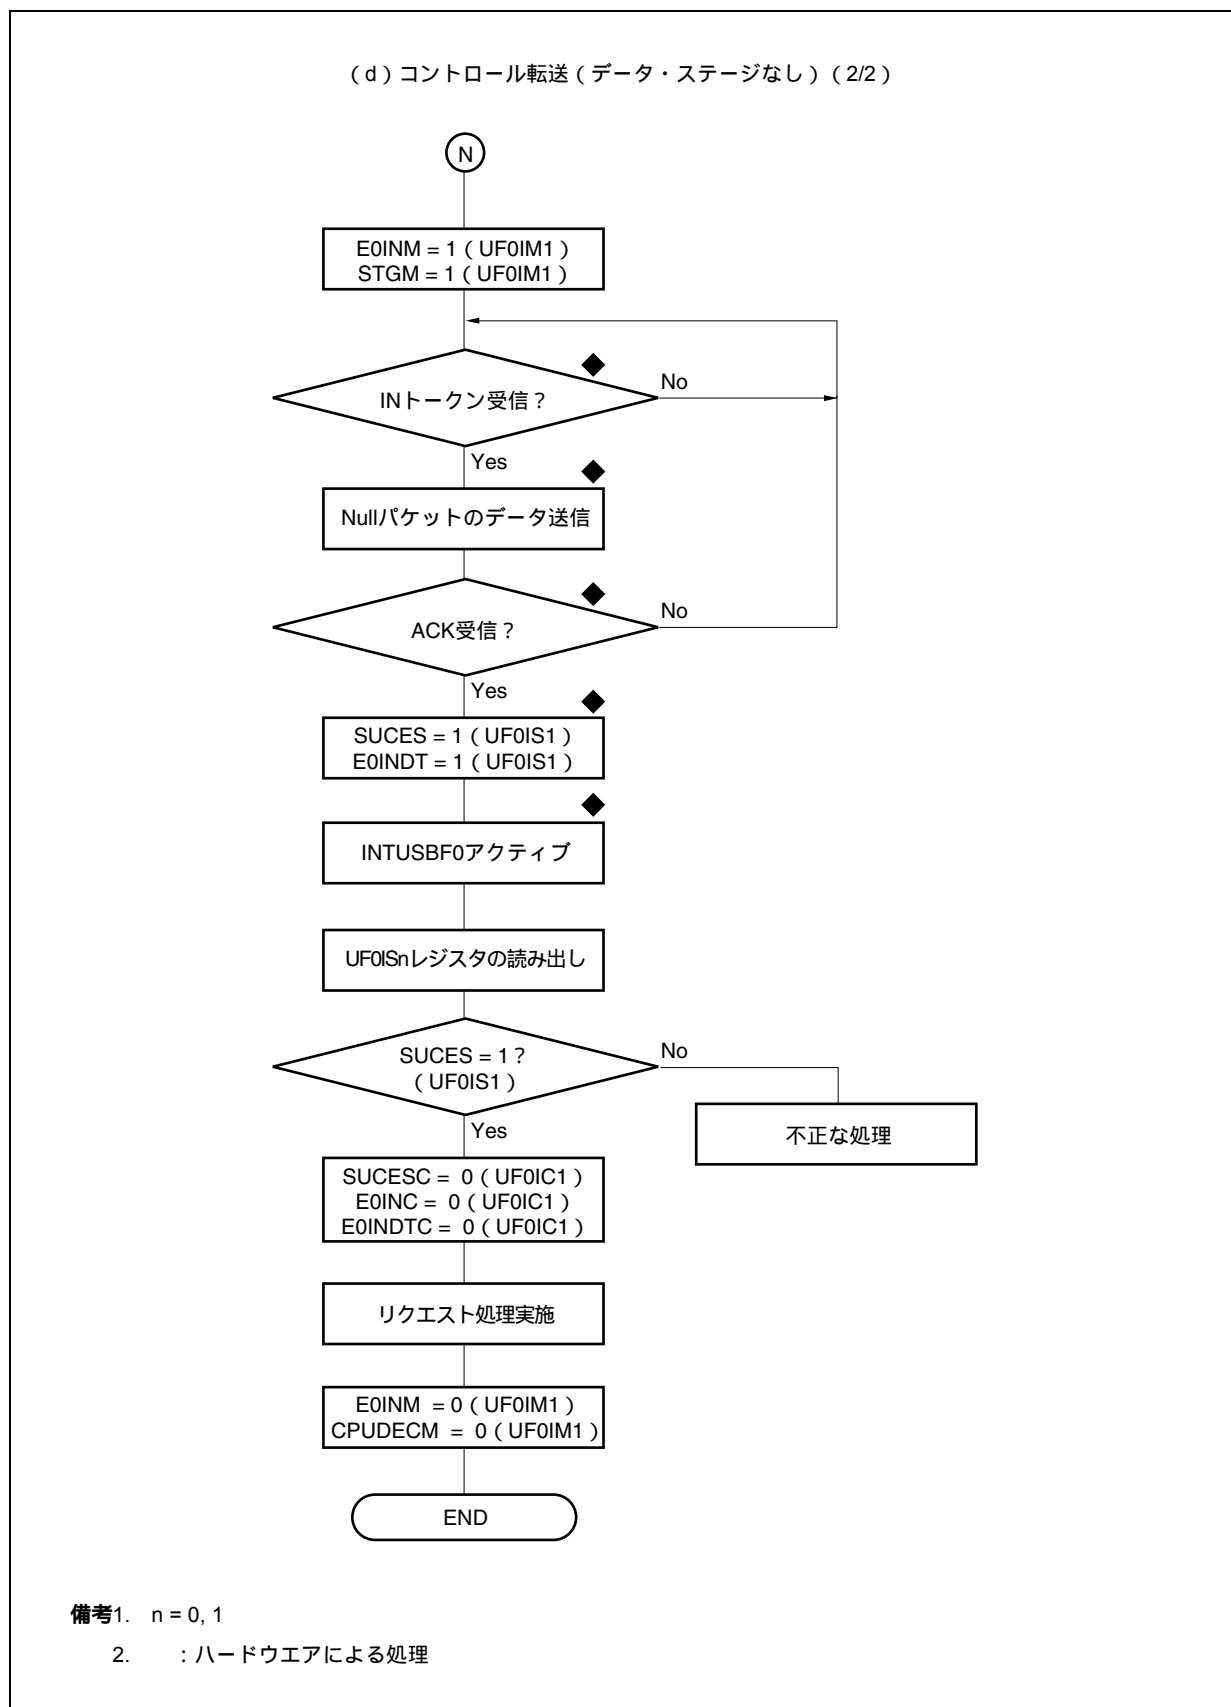 （d）コントロール転送（データ・ステージなし）（2/2）
N
E0INM = 1（UF0IM1）
STGM = 1（UF0IM1）
INトークン受信？
No
Yes
Nullパケットのデータ送信
ACK受信？
No
Yes
SUCES = 1（UF0IS1）
E0INDT = 1（UF0IS1）
INTUSBF0アクティブ
UF0ISnレジスタの読み出し
SUCES = 1？
（UF0IS1）
No
Yes
不正な処理
SUCESC = 0（UF0IC1）
E0INC = 0（UF0IC1）
E0INDTC = 0（UF0IC1）
リクエスト処理実施
E0INM = 0（UF0IM1）
CPUDECM = 0（UF0IM1）
END
備考1. n = 0, 1
2. ：ハードウエアによる処理